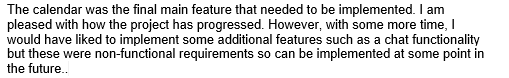 The calendar was the final main feature that needed to be implemented. I am
pleased with how the project has progressed. However, with some more time, I
would have liked to implement some additional features such as a chat functionality
but these were non-functional requirements so can be implemented at some point in
the future..